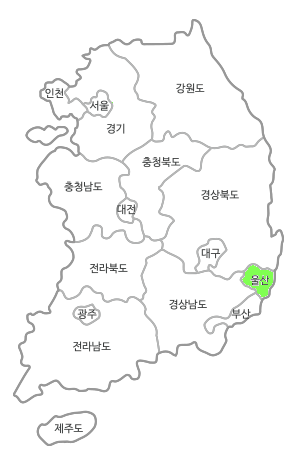 강원도
인천
서울
경기
충청북도
충청남도
경상북도
대전
대구
전라북도
울산
경상남도
광주
부산
전라남도
제주도